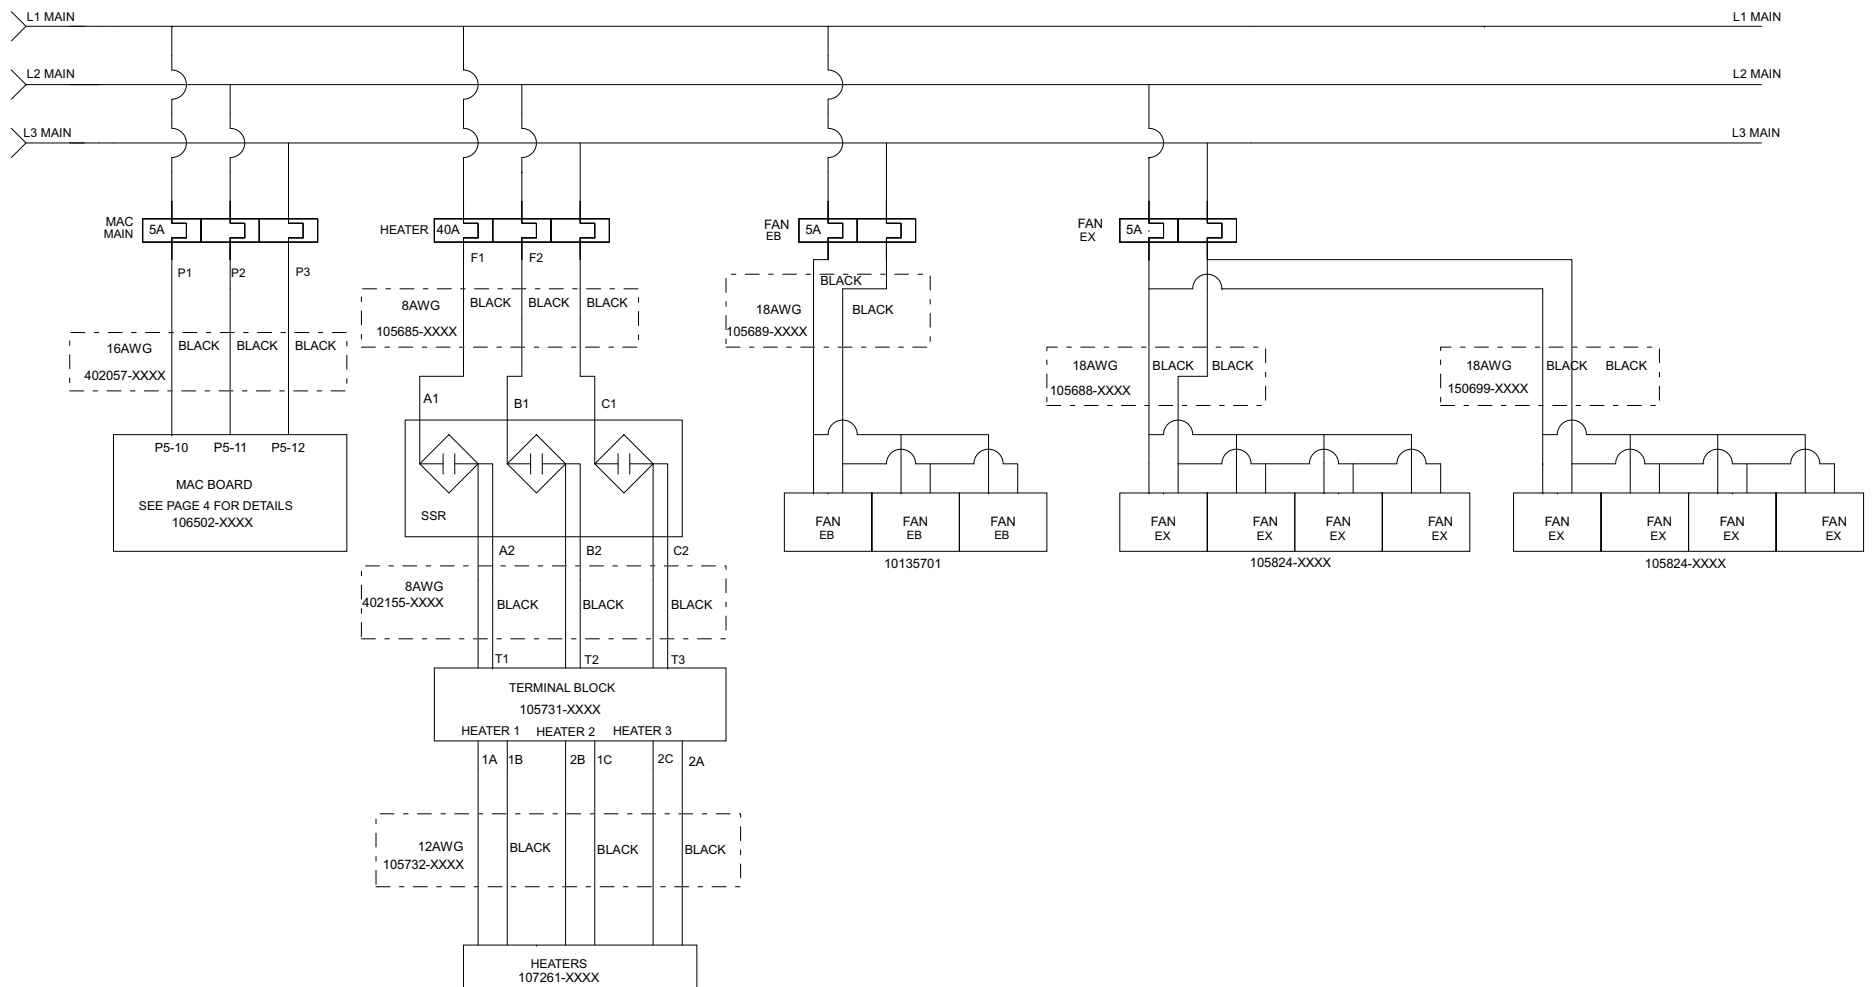 L1 MAIN
L1 MAIN
L2 MAIN
L2 MAIN
L3 MAIN
L3 MAIN
MAC
MAIN
5A
HEATER
40A
FAN
EB
5A
FAN
EX
5A
P1
P2
P3
F1
F2
8AWG
105685-XXXX
BLACK
BLACK
BLACK
18AWG
105689-XXXX
BLACK
BLACK
16AWG
402057-XXXX
BLACK
BLACK
BLACK
18AWG
105688-XXXX
BLACK
BLACK
18AWG
150699-XXXX
BLACK
BLACK
A1
B1
C1
P5-10
P5-11
P5-12
MAC BOARD
SEE PAGE 4 FOR DETAILS
106502-XXXX
SSR
FAN
EB
FAN
EB
FAN
EB
10135701
FAN
EX
FAN
EX
FAN
EX
FAN
EX
105824-XXXX
FAN
EX
FAN
EX
FAN
EX
FAN
EX
105824-XXXX
A2
B2
C2
8AWG
402155-XXXX
BLACK
BLACK
BLACK
T1
T2
T3
TERMINAL BLOCK
105731-XXXX
HEATER 1
HEATER 2
HEATER 3
1A
1B
2B
1C
2C
2A
12AWG
105732-XXXX
BLACK
BLACK
BLACK
HEATERS
107261-XXXX